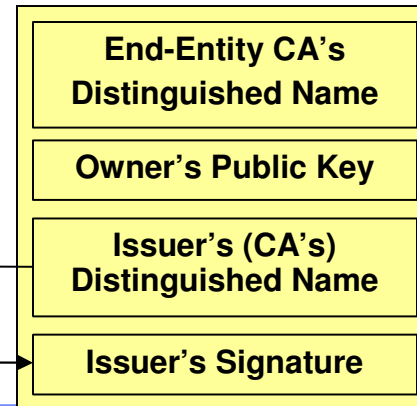 End-Entity CA's
Distinguished Name
Owner's Public Key
Issuer's (CA's)
Distinguished Name
Issuer's Signature